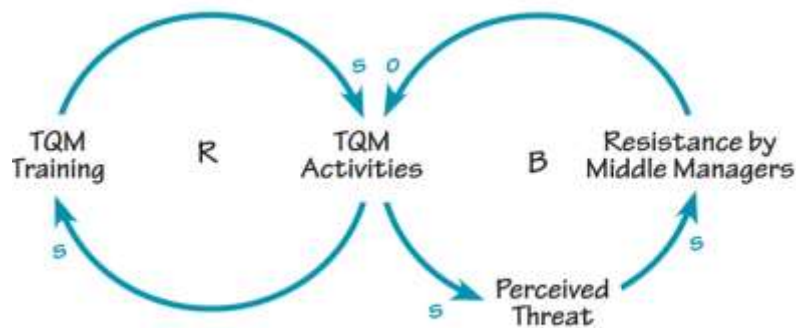 S O
TQM
Training
R
TQM
Activities
B
Resistance by
Middle Managers
S
S
S
Perceived
Threat